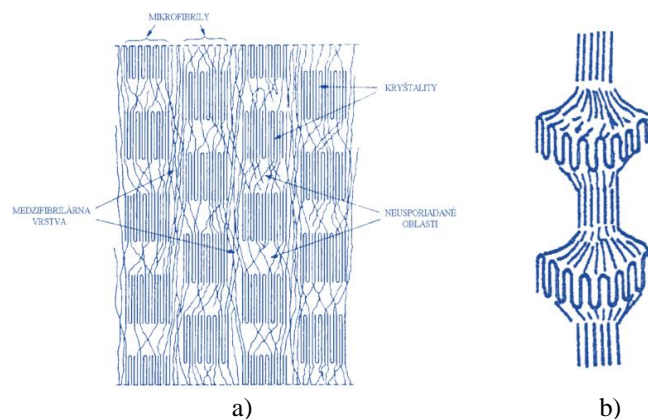 MIKROFIBRILY
KRYŠTALITY
MEDZIFIBRILÁRNA
VRSTVA
NEUSPORIADANÉ
OBLASTI
a)
b)